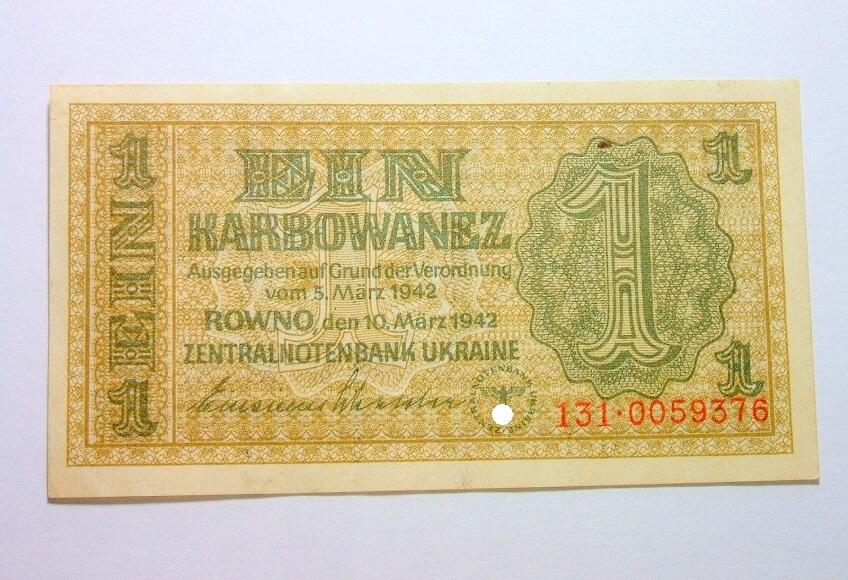 1
EIN
1
EIN
KARBOWANEZ
Ausgegeben auf Grund der Verordnung
vom 5. März 1942
ROWNO, den 10. März 1942
ZENTRALNOTENBANK UKRAINE
1
1
1
131·0059376